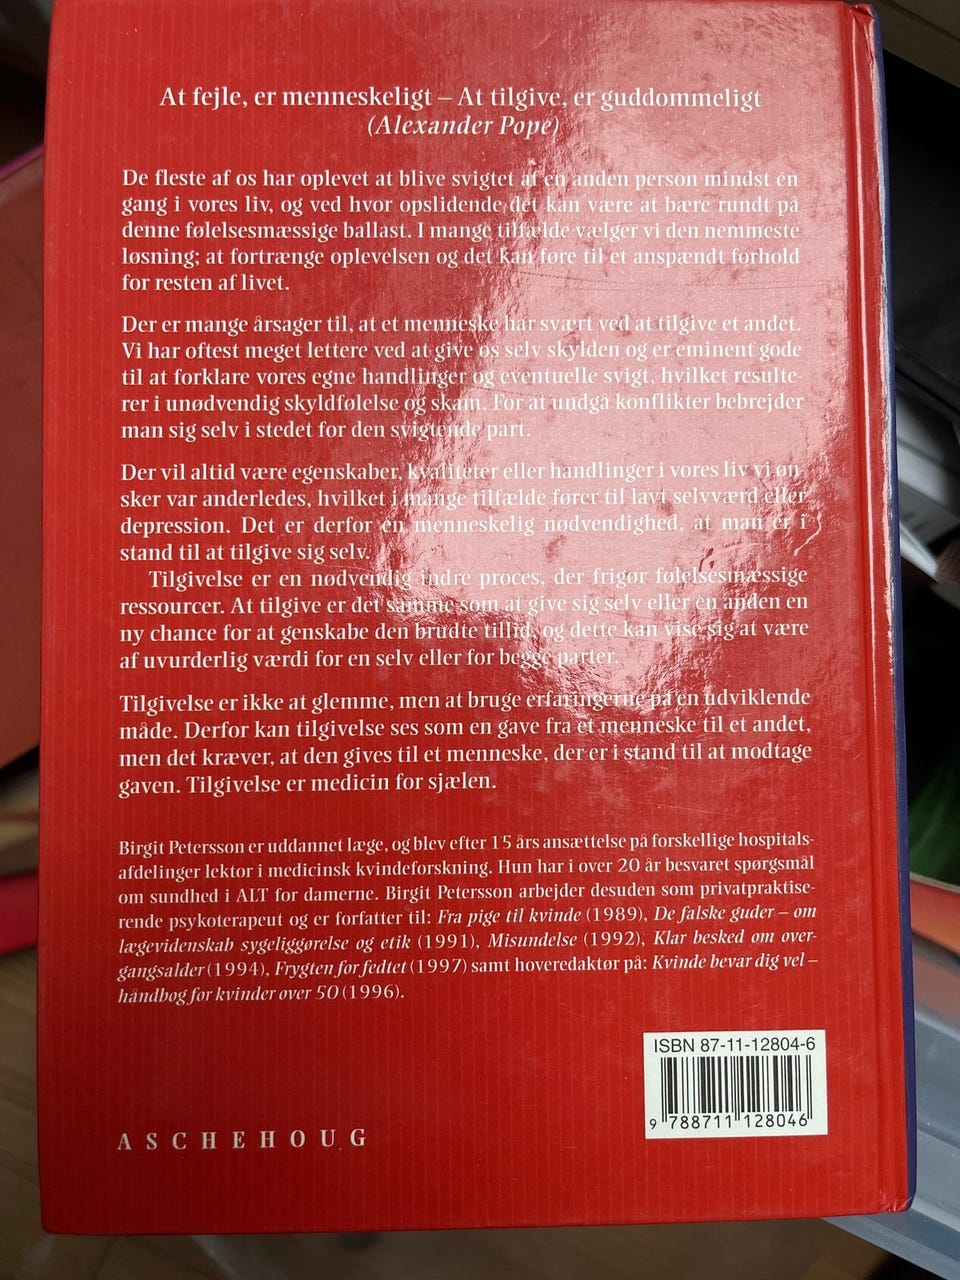 At fejle, er menneskeligt – At tilgive, er guddommeligt
(Alexander Pope)
De fleste af os har oplevet at blive svigtet af en anden person mindst én
gang i vores liv, og ved hvor opslidende det kan være at bære rundt på
denne følelsesmæssige ballast. I mange tilfælde vælger vi den nemmeste
løsning; at fortrænge oplevelsen og det kan føre til et anspændt forhold
for resten af livet.
Der er mange årsager til, at et menneske har svært ved at tilgive et andet.
Vi har oftest meget lettere ved at give os selv skylden og er eminent gode
til at forklare vores egne handlinger og eventuelle svigt, hvilket resulte-
rer i unødvendig skyldfølelse og skam. For at undgå konflikter bebrejder
man sig selv i stedet for den svigtende part.
Der vil altid være egenskaber, kvaliteter eller handlinger i vores liv vi øn-
sker var anderledes, hvilket i mange tilfælde fører til lavt selvværd eller
depression. Det er derfor en menneskelig nødvendighed, at man er i
stand til at tilgive sig selv.
Tilgivelse er en nødvendig indre proces, der frigør følelsesmæssige
ressourcer. At tilgive er det samme som at give sig selv eller en anden en
ny chance for at genskabe den brudte tillid, og dette kan vise sig at være
af uvurderlig værdi for en selv eller for begge parter.
Tilgivelse er ikke at glemme, men at bruge erfaringerne på en udviklende
måde. Derfor kan tilgivelse ses som en gave fra et menneske til et andet,
men det kræver, at den gives til et menneske, der er i stand til at modtage
gaven. Tilgivelse er medicin for sjælen.
Birgit Petersson er uddannet læge, og blev efter 15 års ansættelse på forskellige hospitals-
afdelinger lektor i medicinsk kvindeforskning. Hun har i over 20 år besvaret spørgsmål
om sundhed i ALT for damerne. Birgit Petersson arbejder desuden som privatpraktise-
rende psykoterapeut og er forfatter til: Fra pige til kvinde (1989), De falske guder – om
lægevidenskab sygeliggørelse og etik (1991), Misundelse (1992), Klar besked om over-
gangsalder (1994), Frygten for fedtet (1997) samt hoveredaktør på: Kvinde bevar dig vel –
håndbog for kvinder over 50 (1996).
ISBN 87-11-12804-6
9 788711 128046
ASCHEHOUG